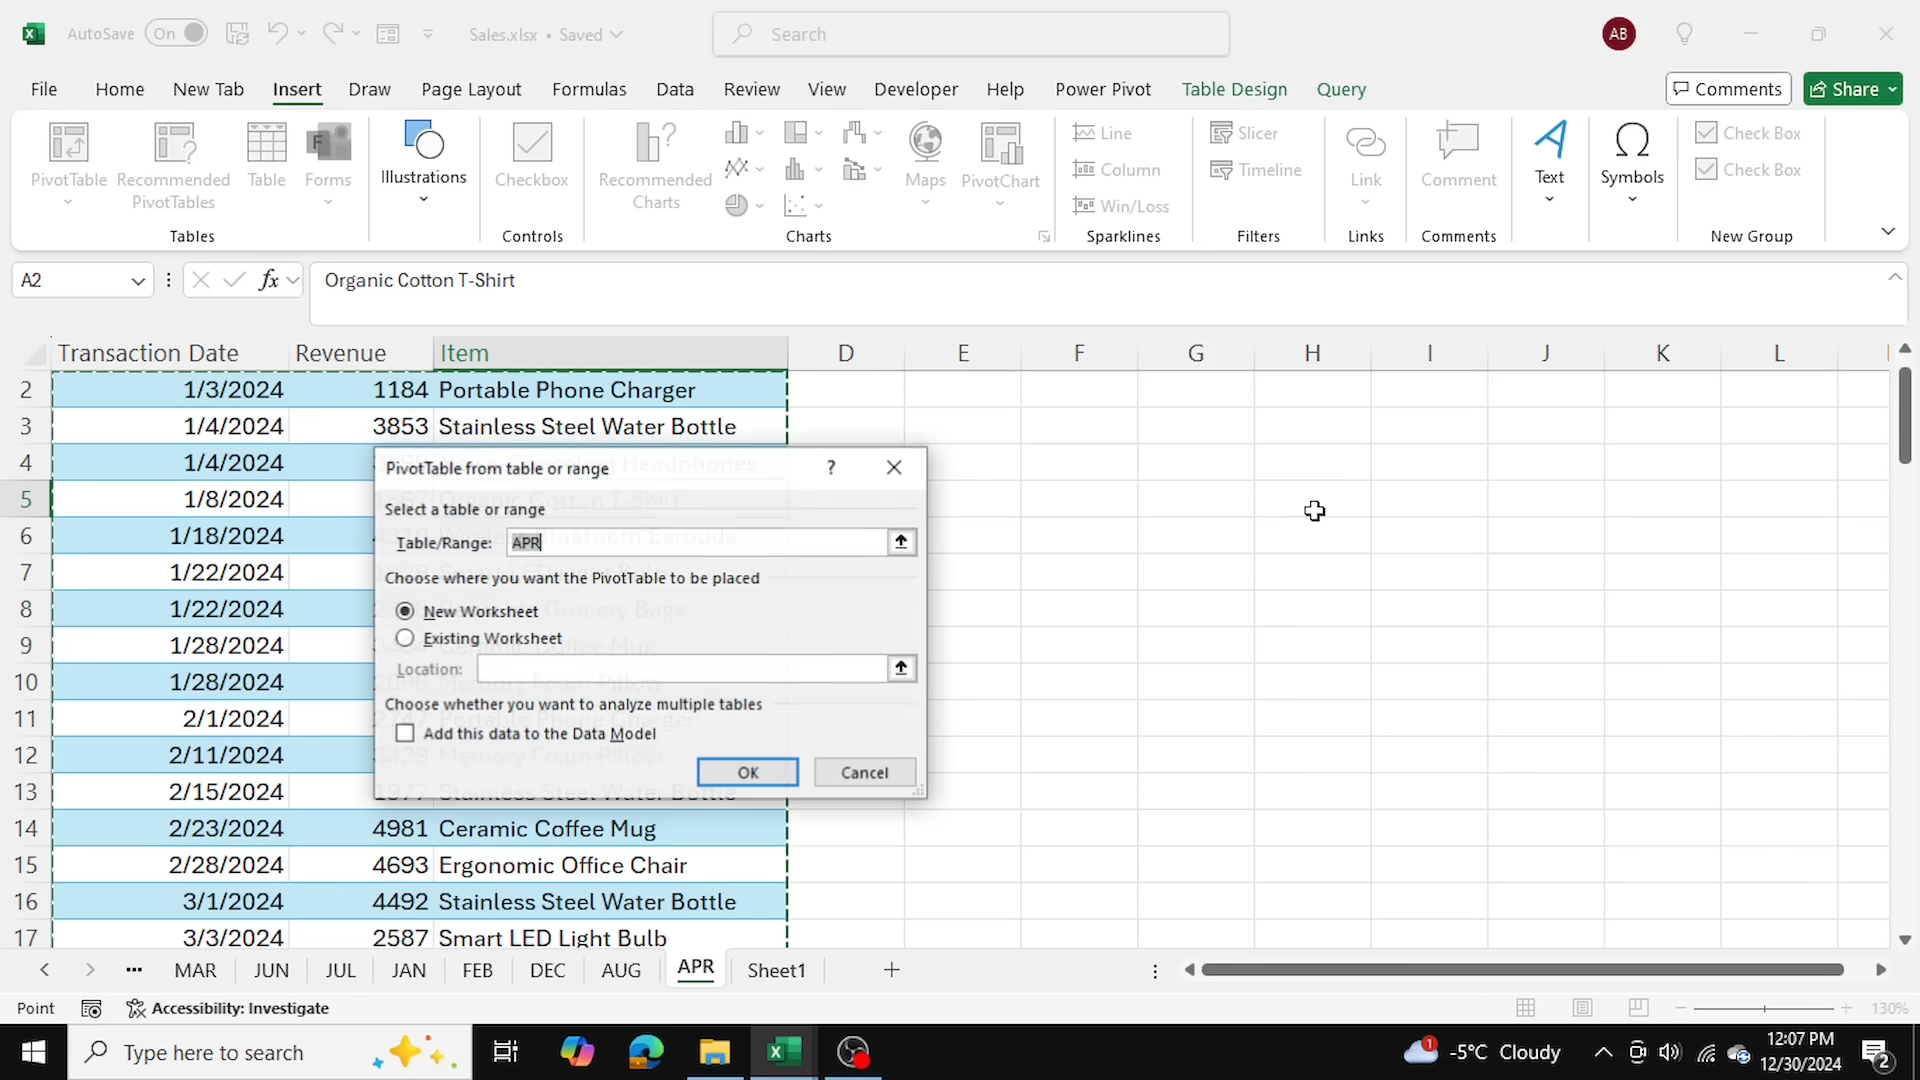 AutoSave On Sales.xlsx • Saved Search AB
File Home New Tab Insert Draw Page Layout Formulas Data Review View Developer Help Power Pivot Table Design Query Comments Share
PivotTable Recommended PivotTables Table Forms
Tables
Illustrations
Checkbox
Controls
Recommended Charts
Maps PivotChart
Charts
Line
Column
Win/Loss
Sparklines
Slicer
Timeline
Filters
Link
Links
Comment
Comments
Text
Symbols
Check Box
Check Box
New Group
A2 fx Organic Cotton T-Shirt
Transaction Date Revenue Item D E F G H I J K L
2 1/3/2024 1184 Portable Phone Charger
3 1/4/2024 3853 Stainless Steel Water Bottle
4 1/4/2024
5 1/8/2024
6 1/18/2024
7 1/22/2024
8 1/22/2024
9 1/28/2024
10 1/28/2024
11 2/1/2024
12 2/11/2024
13 2/15/2024
14 2/23/2024 4981 Ceramic Coffee Mug
15 2/28/2024 4693 Ergonomic Office Chair
16 3/1/2024 4492 Stainless Steel Water Bottle
17 3/3/2024 2587 Smart LED Light Bulb
PivotTable from table or range ?
Select a table or range
Table/Range: APR
Choose where you want the PivotTable to be placed
New Worksheet
Existing Worksheet
Location:
Choose whether you want to analyze multiple tables
Add this data to the Data Model
OK Cancel
MAR JUN JUL JAN FEB DEC AUG APR Sheet1
Point Accessibility: Investigate 130%
Type here to search 1 -5°C Cloudy 12:07 PM
12/30/2024 2